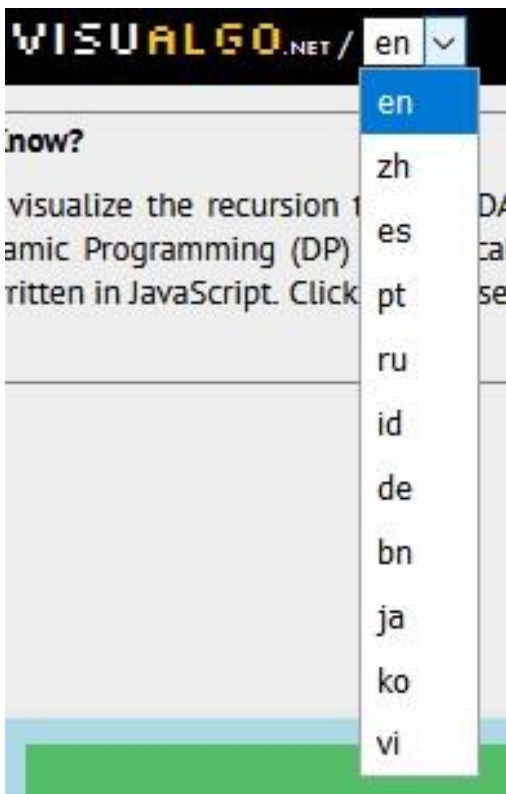 VISUALGO.NET / en
en
zh
es
pt
ru
id
de
bn
ja
ko
vi
now?
visualize the recursion
amic Programming (DP)
ritten in JavaScript. Click